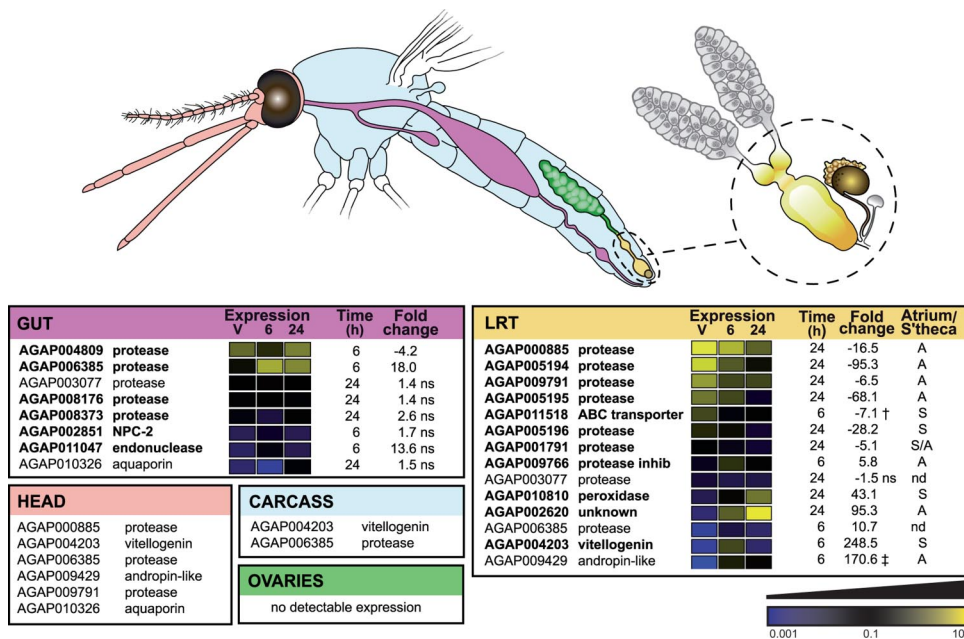 GUT Expression Time Fold
V 6 24 (h) change
AGAP004809 protease 6 -4.2
AGAP006385 protease 6 18.0
AGAP003077 protease 24 1.4 ns
AGAP008176 protease 24 1.4 ns
AGAP008373 protease 24 2.6 ns
AGAP002851 NPC-2 6 1.7 ns
AGAP011047 endonuclease 6 13.6 ns
AGAP010326 aquaporin 24 1.5 ns
HEAD
AGAP000885 protease
AGAP004203 vitellogenin
AGAP006385 protease
AGAP009429 andropin-like
AGAP009791 protease
AGAP010326 aquaporin
CARCASS
AGAP004203 vitellogenin
AGAP006385 protease
OVARIES
no detectable expression
LRT Expression Time Fold Atrium/
V 6 24 (h) change S'theca
AGAP000885 protease 24 -16.5 A
AGAP005194 protease 24 -95.3 A
AGAP009791 protease 24 -6.5 A
AGAP005195 protease 24 -68.1 A
AGAP011518 ABC transporter 6 -7.1 † S
AGAP005196 protease 24 -28.2 S
AGAP001791 protease 24 -5.1 S/A
AGAP009766 protease inhib 6 5.8 A
AGAP003077 protease 24 -1.5 ns nd
AGAP010810 peroxidase 24 43.1 S
AGAP002620 unknown 24 95.3 A
AGAP006385 protease 6 10.7 nd
AGAP004203 vitellogenin 6 248.5 S
AGAP009429 andropin-like 6 170.6 ‡ A
0.001 0.1 10